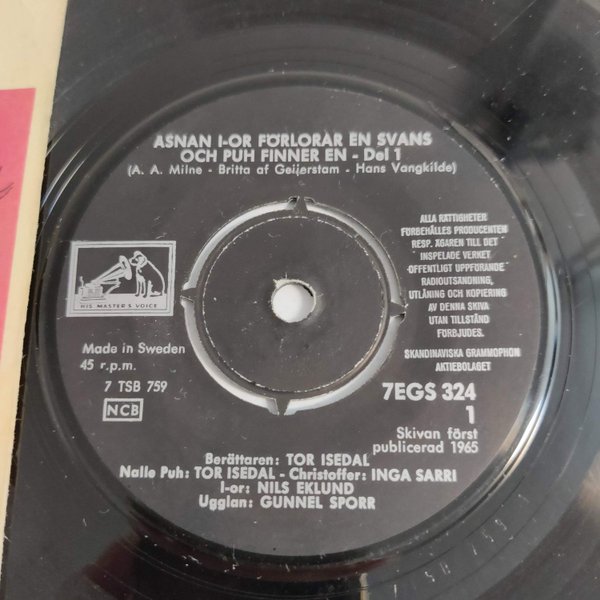 ÅSNAN I-OR FÖRLORAR EN SVANS
OCH PUH FINNER EN - Del 1
(A. A. Milne - Britta af Geijerstam - Hans Vangkilde)
ALLA RÄTTIGHETER
FÖRBEHÅLLES PRODUCENTEN
RESP. ÄGAREN TILL DET
INSPELADE VERKET
OFFENTLIGT UPPFÖRANDE
RADIOUTSÄNDNING,
UTLÅNING OCH KOPIERING
AV DENNA SKIVA
UTAN TILLSTÅND
FÖRBJUDES.
SKANDINAVISKA GRAMMOPHON
AKTIEBOLAGET
HIS MASTER'S VOICE
Made in Sweden
45 r.p.m.
7 TSB 759
NCB
7EGS 324
1
Skivan först
publicerad 1965
Berättaren: TOR ISEDAL
Nalle Puh: TOR ISEDAL - Christoffer: INGA SARRI
I-or: NILS EKLUND
Ugglan: GUNNEL SPORR